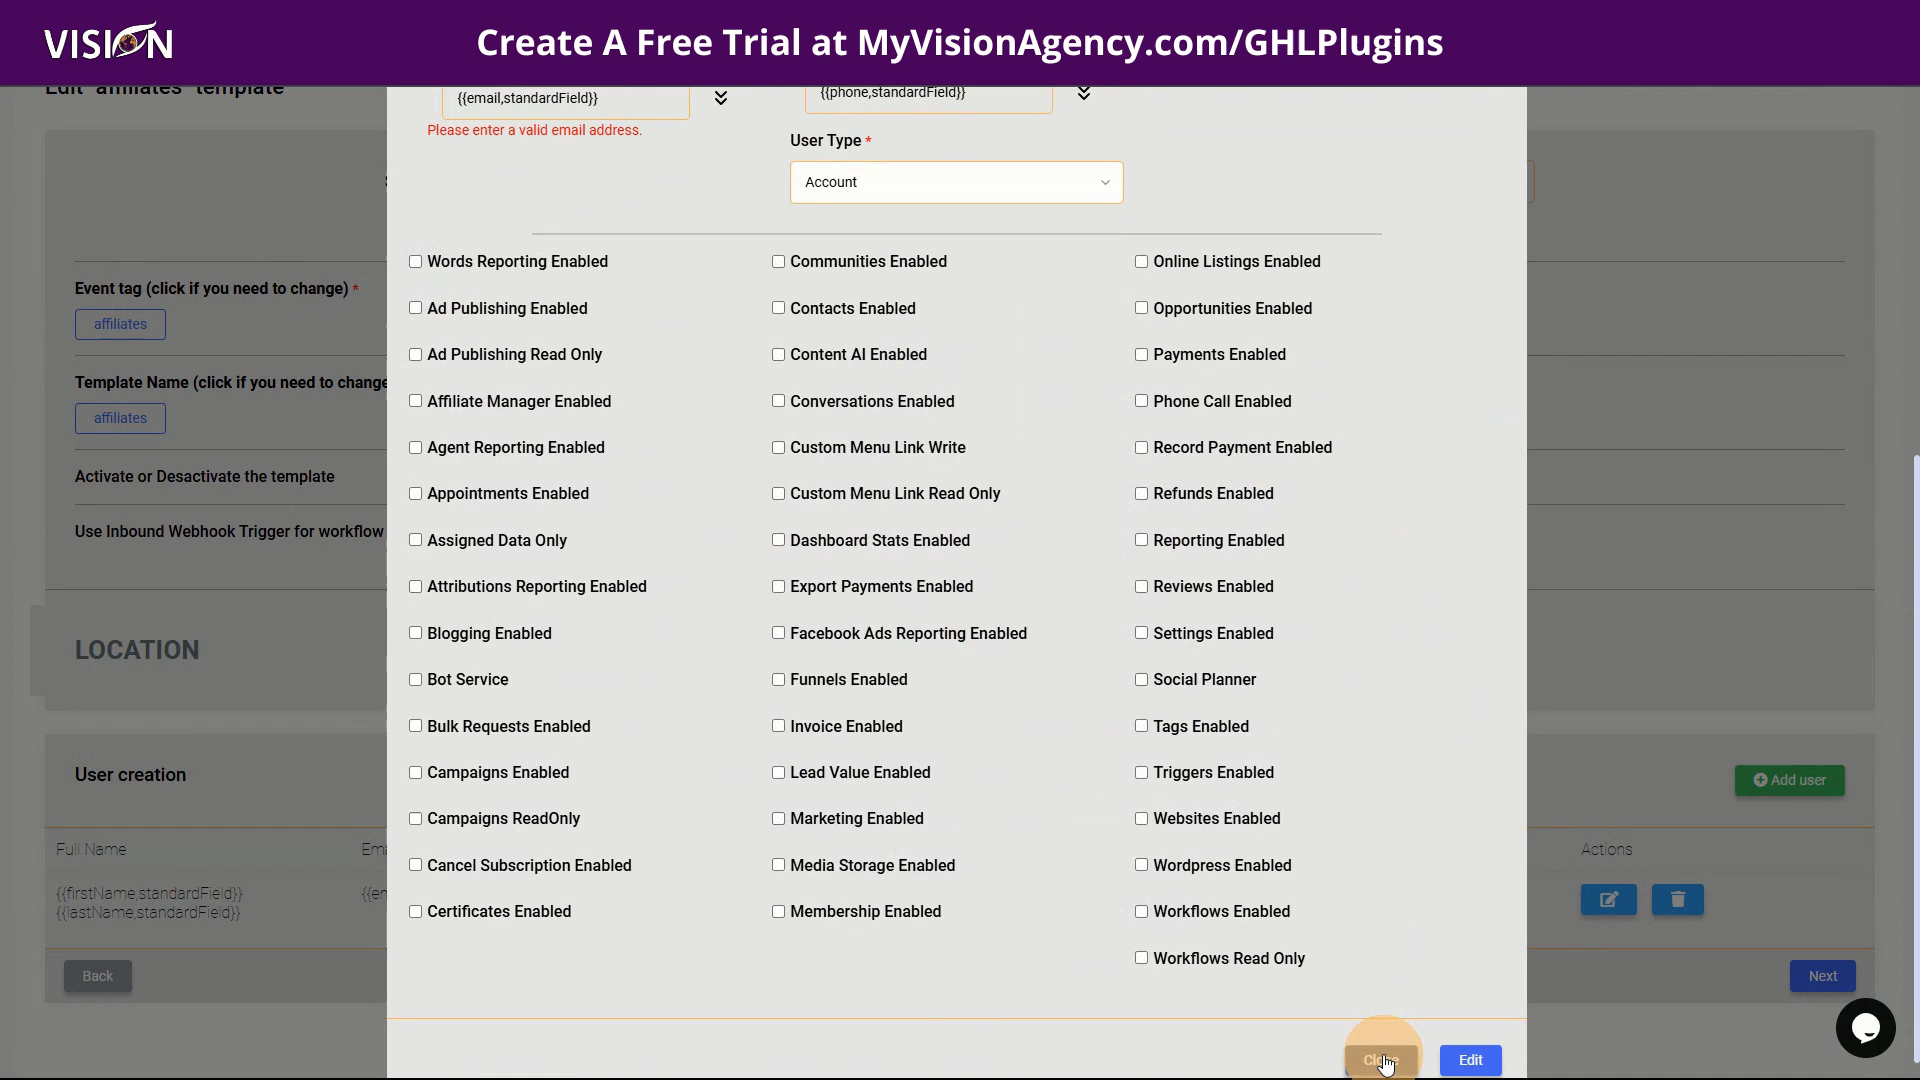 VISION
Create A Free Trial at MyVisionAgency.com/GHLPlugins
Edit "affiliates" template
{{email,standardField}}
{{phone,standardField}}
Please enter a valid email address.
User Type *
Account
Event tag (click if you need to change) *
affiliates
Template Name (click if you need to change
affiliates
Activate or Desactivate the template
Use Inbound Webhook Trigger for workflow
LOCATION
Words Reporting Enabled
Ad Publishing Enabled
Ad Publishing Read Only
Affiliate Manager Enabled
Agent Reporting Enabled
Appointments Enabled
Assigned Data Only
Attributions Reporting Enabled
Blogging Enabled
Bot Service
Bulk Requests Enabled
Campaigns Enabled
Campaigns ReadOnly
Cancel Subscription Enabled
Certificates Enabled
Communities Enabled
Contacts Enabled
Content AI Enabled
Conversations Enabled
Custom Menu Link Write
Custom Menu Link Read Only
Dashboard Stats Enabled
Export Payments Enabled
Facebook Ads Reporting Enabled
Funnels Enabled
Invoice Enabled
Lead Value Enabled
Marketing Enabled
Media Storage Enabled
Membership Enabled
Online Listings Enabled
Opportunities Enabled
Payments Enabled
Phone Call Enabled
Record Payment Enabled
Refunds Enabled
Reporting Enabled
Reviews Enabled
Settings Enabled
Social Planner
Tags Enabled
Triggers Enabled
Websites Enabled
Wordpress Enabled
Workflows Enabled
Workflows Read Only
User creation
Add user
Full Name
Ema
Actions
{{firstName,standardField}}
{{lastName,standardField}}
{{en
Back
Next
Close
Edit